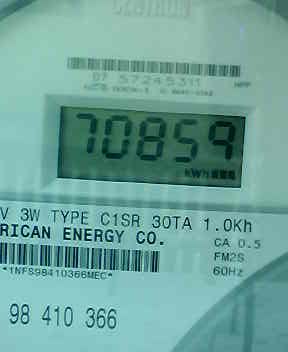 CENTRON
07 57245311
70859
KWh
V 3W TYPE C1SR 30TA 1.0Kh
RICAN ENERGY CO.
CA 0.5
*1NFS98410366MEC*
FM2S
60Hz
98 410 366